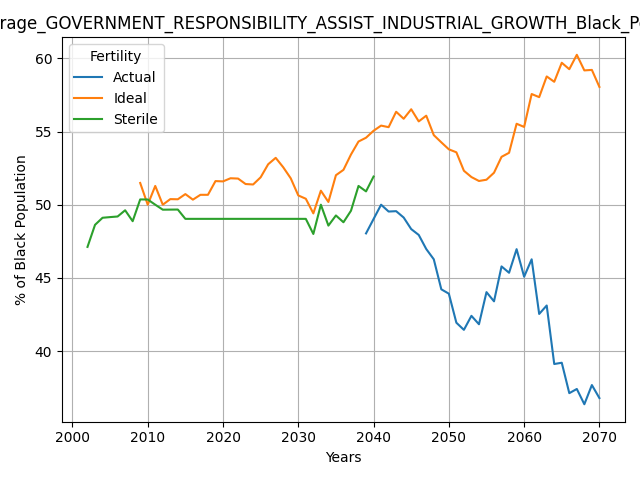 rage_GOVERNMENT_RESPONSIBILITY_ASSIST_INDUSTRIAL_GROWTH_Black_P
Fertility
Actual
Ideal
Sterile
% of Black Population
60
55
50
45
40
2000 2010 2020 2030 2040 2050 2060 2070
Years